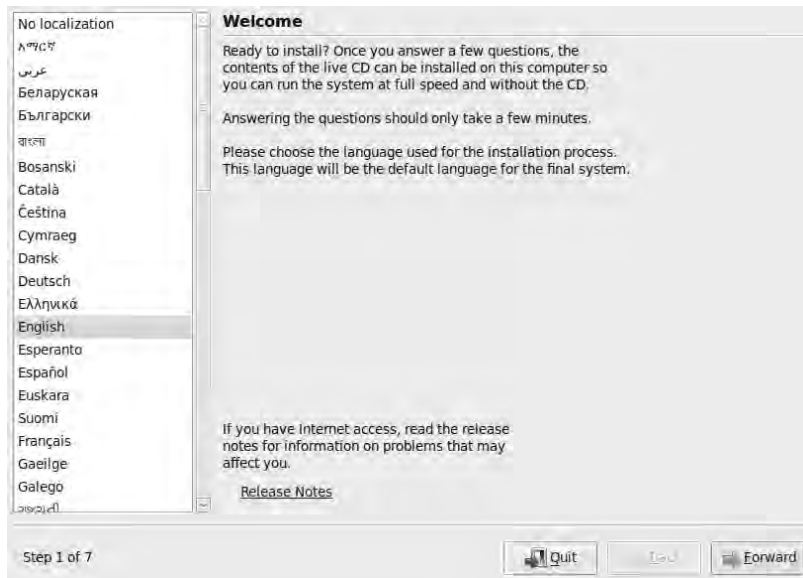 No localization
አማርኛ
عربي
Беларуская
Български
বাংলা
Bosanski
Català
Čeština
Cymraeg
Dansk
Deutsch
Ελληνικά
English
Esperanto
Español
Euskara
Suomi
Français
Gaeilge
Galego
Welcome
Ready to install? Once you answer a few questions, the
contents of the live CD can be installed on this computer so
you can run the system at full speed and without the CD.
Answering the questions should only take a few minutes.
Please choose the language used for the installation process.
This language will be the default language for the final system.
If you have Internet access, read the release
notes for information on problems that may
affect you.
Release Notes
Step 1 of 7
Quit
Forward